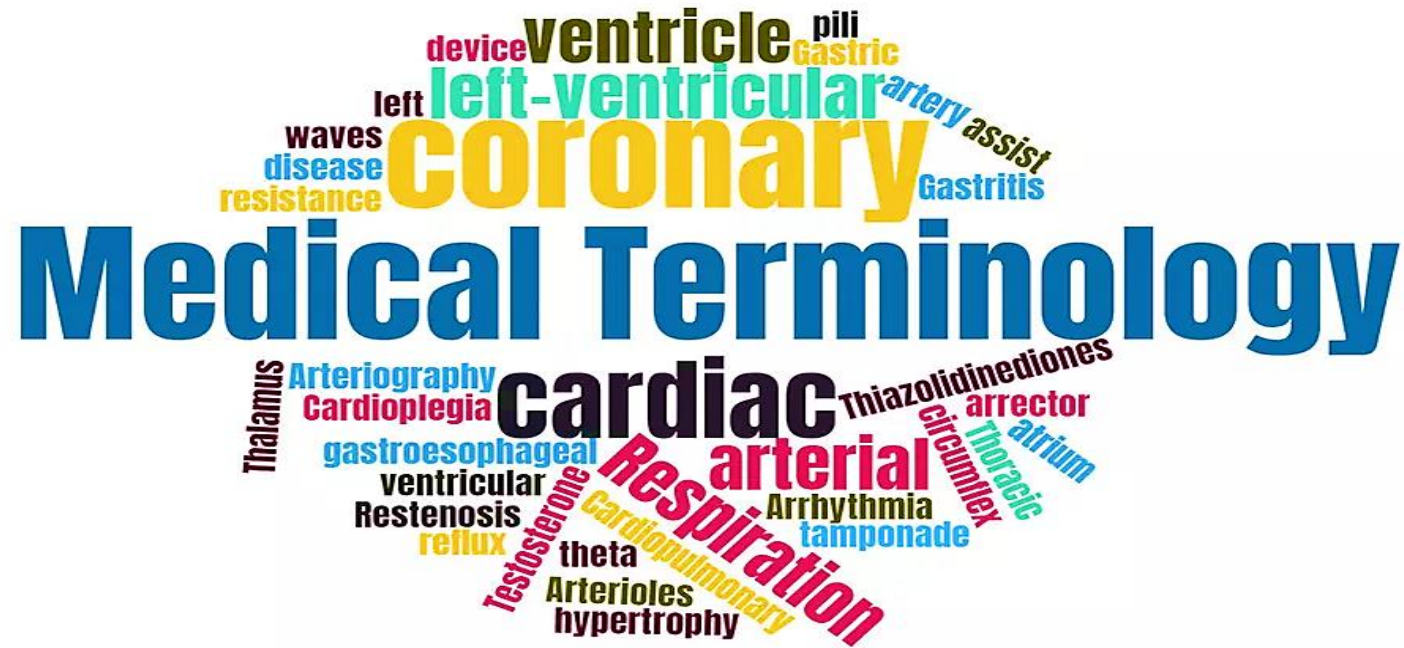 pili
device ventricle Gastric
left left-ventricular artery
waves coronary assist
disease
resistance Gastritis
Medical Terminology
Thalamus Arteriography cardiac Thiazolidinediones
Cardioplegia arrector
circumflex Thoracic atrium
gastroesophageal Respiration arterial
ventricular Arrhythmia
Restenosis tamponade
reflux Testosterone cardiopulmonary
theta
Arterioles
hypertrophy